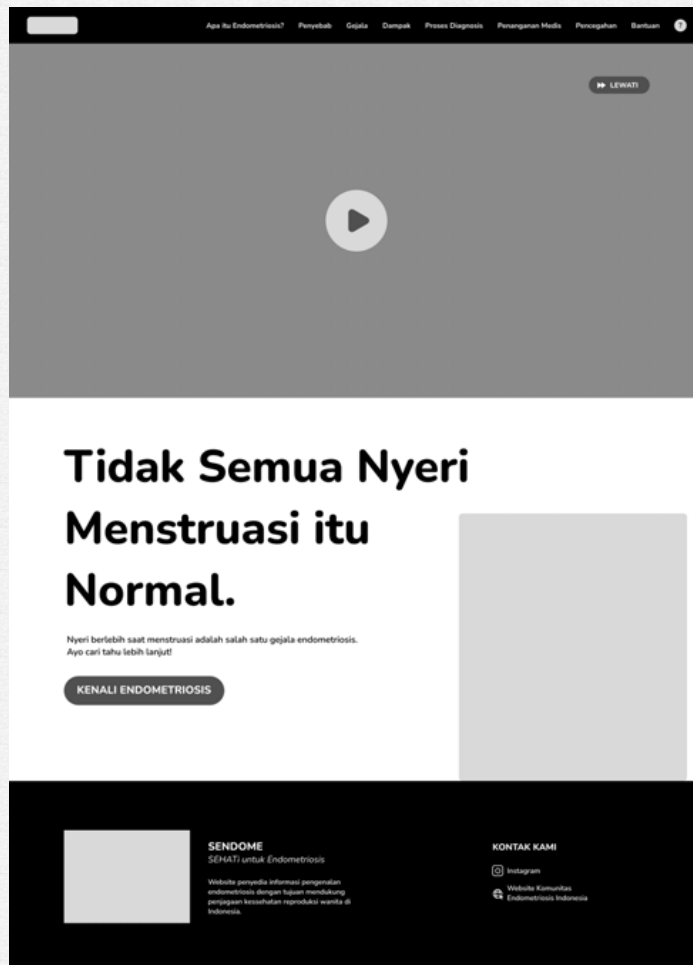 Apa itu Endometriosis? Penyebab Gejala Dampak Proses Diagnosis Penanganan Medis Pencegahan Bantuan
LEWATI
Tidak Semua Nyeri
Menstruasi itu
Normal.
Nyeri berlebih saat menstruasi adalah salah satu gejala endometriosis.
Ayo cari tahu lebih lanjut!
KENALI ENDOMETRIOSIS
SENDOME
SEHATi untuk Endometriosis
Website penyedia informasi pengenalan
endometriosis dengan tujuan mendukung
penjagaan kessehatan reproduksi wanita di
Indonesia.
KONTAK KAMI
Instagram
Website Komunitas
Endometriosis Indonesia